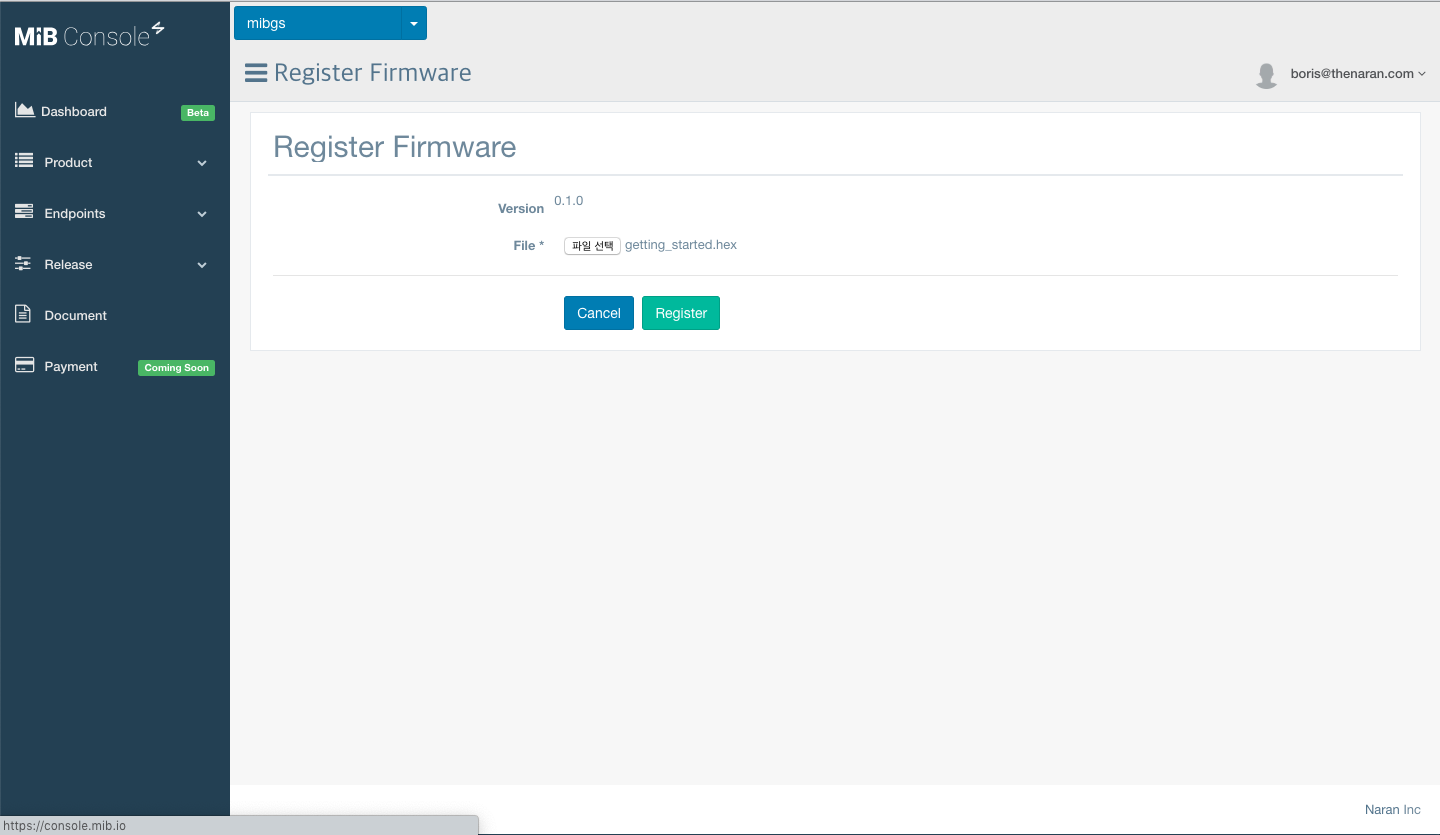 MiB Console
mibgs
Register Firmware
boris@thenaran.com
Dashboard Beta
Product
Endpoints
Release
Document
Payment Coming Soon
Register Firmware
Version 0.1.0
File * 파일 선택 getting_started.hex
Cancel Register
Naran Inc
https://console.mib.io